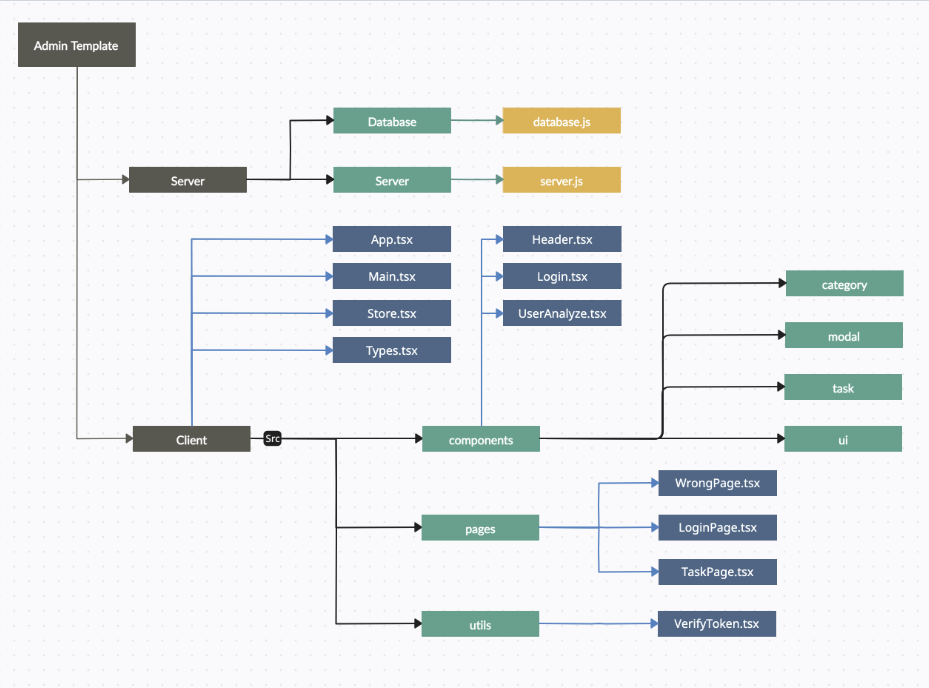 Admin Template
Database
database.js
Server
Server
server.js
App.tsx
Header.tsx
Main.tsx
Login.tsx
category
Store.tsx
UserAnalyze.tsx
modal
Types.tsx
task
Client
Src
components
ui
WrongPage.tsx
pages
LoginPage.tsx
TaskPage.tsx
utils
VerifyToken.tsx